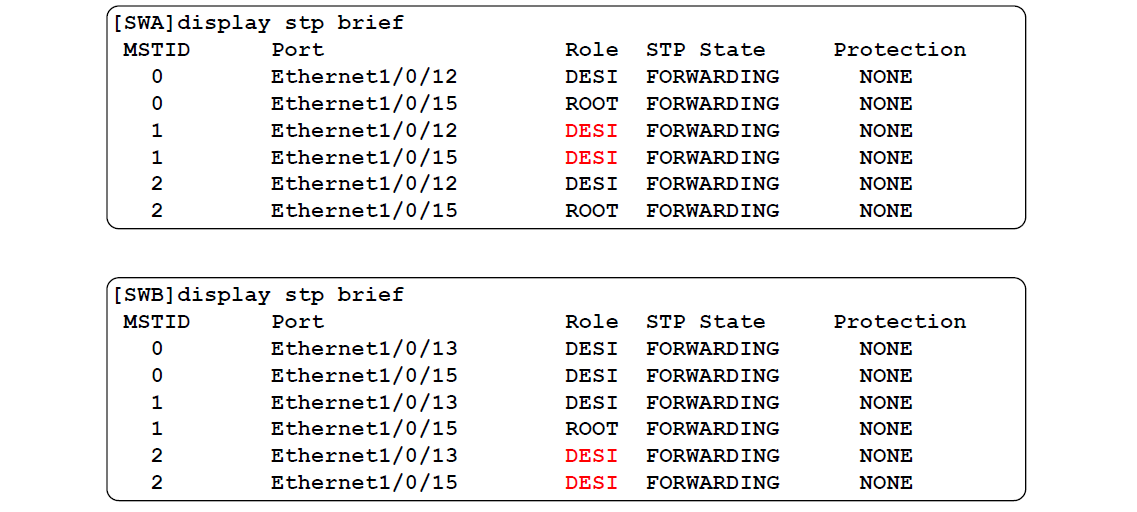 [SWA]display stp brief
MSTID Port Role STP State Protection
0 Ethernet1/0/12 DESI FORWARDING NONE
0 Ethernet1/0/15 ROOT FORWARDING NONE
1 Ethernet1/0/12 DESI FORWARDING NONE
1 Ethernet1/0/15 DESI FORWARDING NONE
2 Ethernet1/0/12 DESI FORWARDING NONE
2 Ethernet1/0/15 ROOT FORWARDING NONE
[SWB]display stp brief
MSTID Port Role STP State Protection
0 Ethernet1/0/13 DESI FORWARDING NONE
0 Ethernet1/0/15 DESI FORWARDING NONE
1 Ethernet1/0/13 DESI FORWARDING NONE
1 Ethernet1/0/15 ROOT FORWARDING NONE
2 Ethernet1/0/13 DESI FORWARDING NONE
2 Ethernet1/0/15 DESI FORWARDING NONE